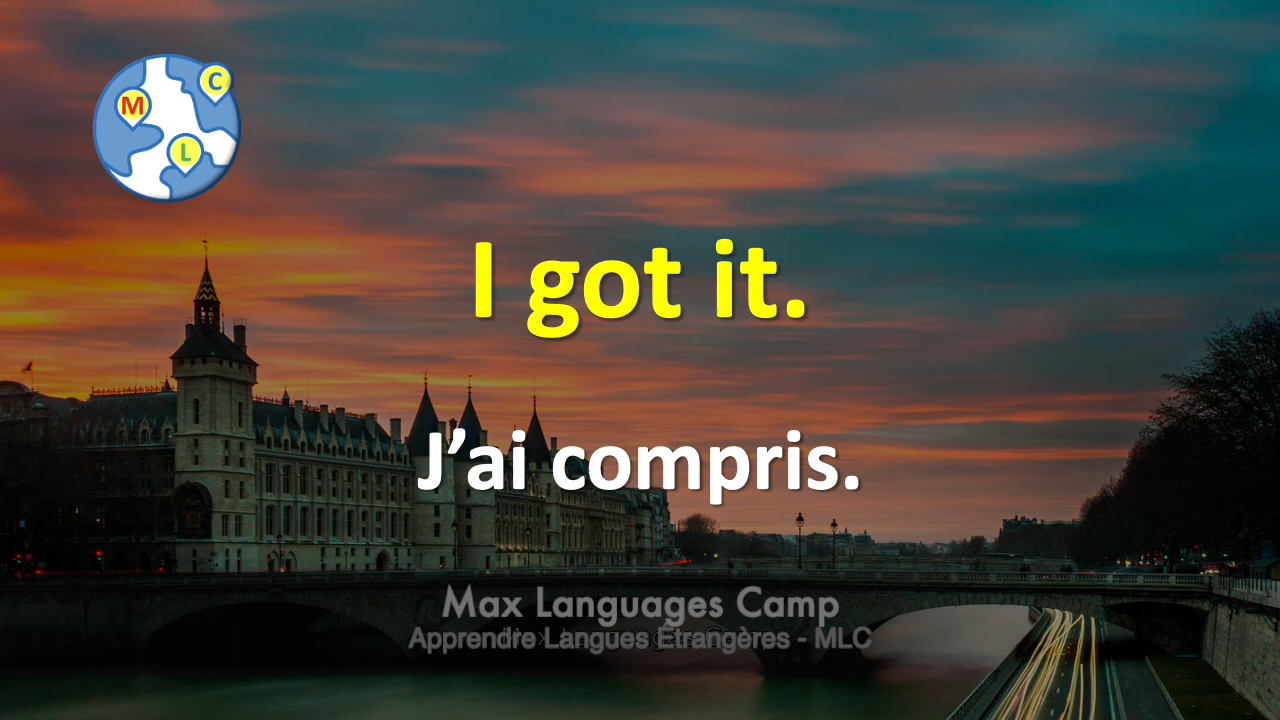 M
C
L
I got it.
J’ai compris.
Max Languages Camp
Apprendre Langues Étrangères - MLC